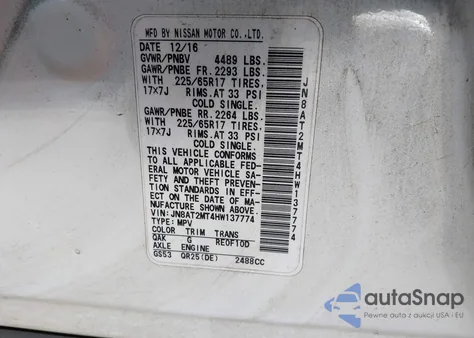 MFD BY NISSAN MOTOR CO.,LTD.
DATE 12/16
GVWR/PNBV 4489 LBS.
GAWR/PNBE FR. 2293 LBS.
WITH 225/65R17 TIRES,
17×7J RIMS.AT 33 PSI
COLD SINGLE.
GAWR/PNBE RR. 2264 LBS.
WITH 225/65R17 TIRES,
17×7J RIMS.AT 33 PSI
COLD SINGLE.
THIS VEHICLE CONFORMS
TO ALL APPLICABLE FED-
ERAL MOTOR VEHICLE SA-
FETY AND THEFT PREVEN-
TION STANDARDS IN EFF-
ECT ON THE DATE OF MA-
NUFACTURE SHOWN ABOVE.
VIN:JN8AT2MT4HW137774
TYPE: MPV
COLOR TRIM TRANS
QAK G RE0F10D
AXLE ENGINE
GS53 QR25(DE) 2488CC
JN8AT2MT4HW137774
autoSnap
Pewne auta z aukcji USA i EU